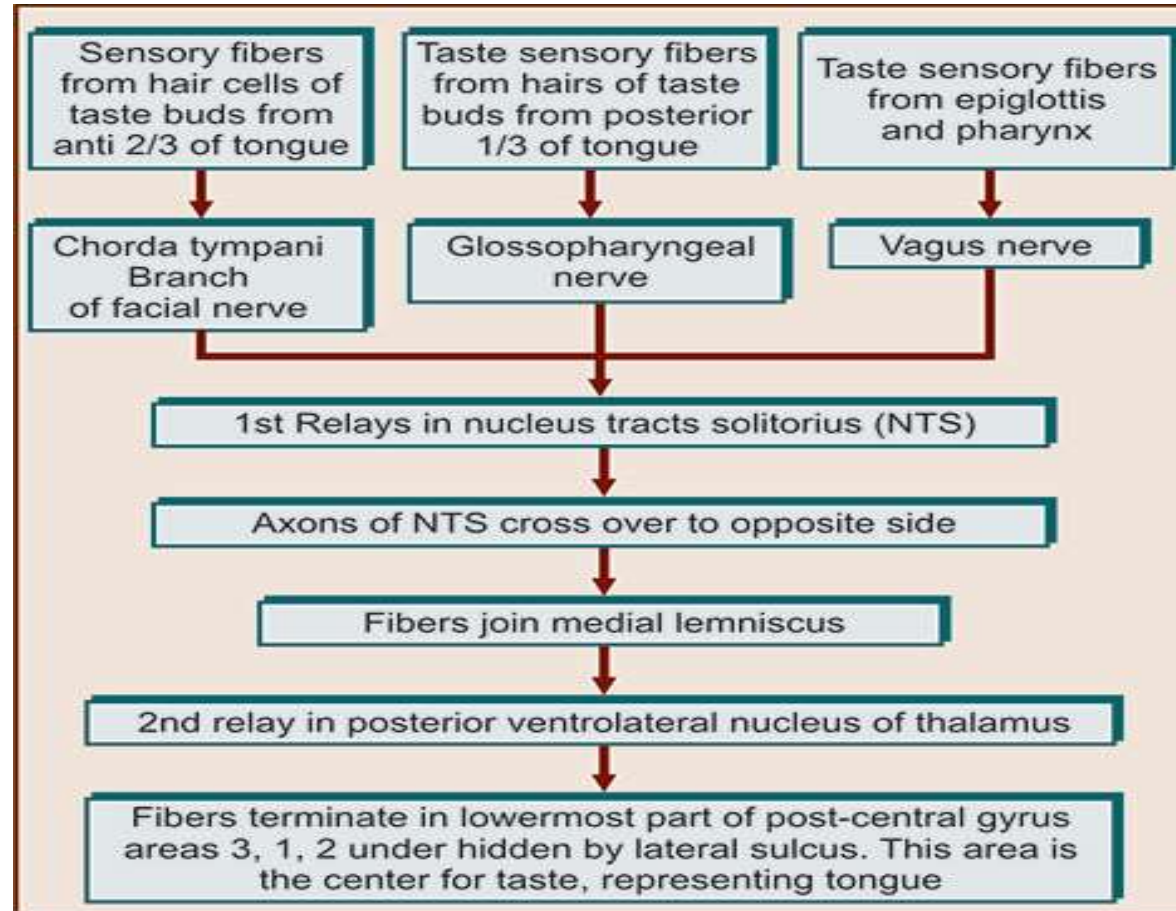 Sensory fibers
from hair cells of
taste buds from
anti 2/3 of tongue
Taste sensory fibers
from hairs of taste
buds from posterior
1/3 of tongue
Taste sensory fibers
from epiglottis
and pharynx
Chorda tympani
Branch
of facial nerve
Glossopharyngeal
nerve
Vagus nerve
1st Relays in nucleus tracts solitorius (NTS)
Axons of NTS cross over to opposite side
Fibers join medial lemniscus
2nd relay in posterior ventrolateral nucleus of thalamus
Fibers terminate in lowermost part of post-central gyrus
areas 3, 1, 2 under hidden by lateral sulcus. This area is
the center for taste, representing tongue